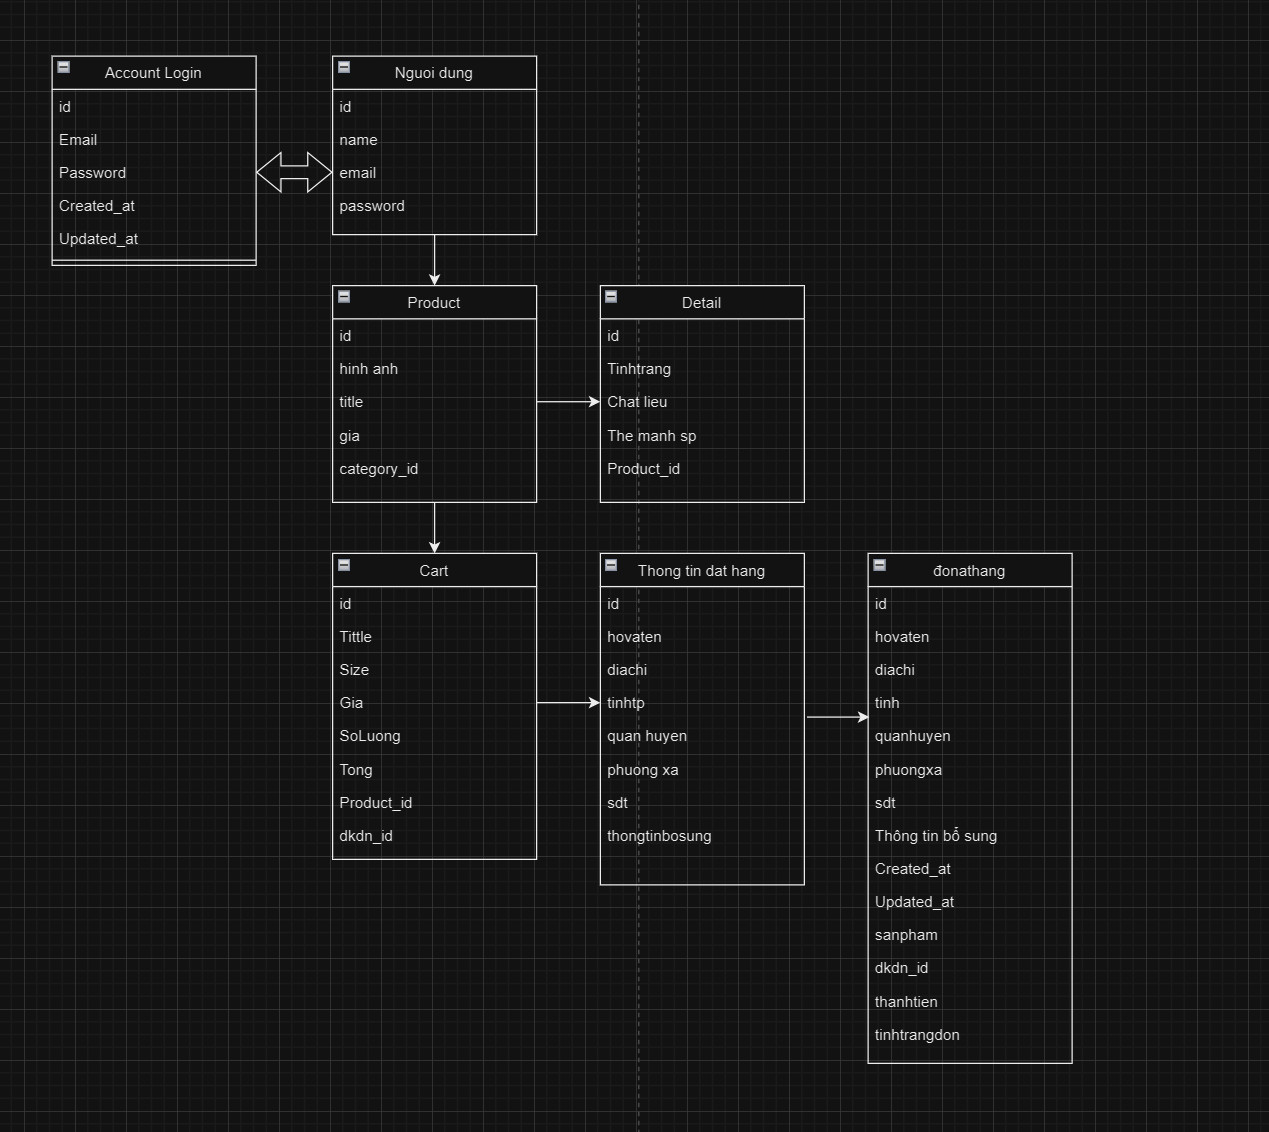 Account Login
id
Email
Password
Created_at
Updated_at
Nguoi dung
id
name
email
password
Product
id
hinh anh
title
gia
category_id
Detail
id
Tinhtrang
Chat lieu
The manh sp
Product_id
Cart
id
Tittle
Size
Gia
SoLuong
Tong
Product_id
dkdn_id
Thong tin dat hang
id
hovaten
diachi
tinhtp
quan huyen
phuong xa
sdt
thongtinbosung
đonathang
id
hovaten
diachi
tinh
quanhuyen
phuongxa
sdt
Thông tin bổ sung
Created_at
Updated_at
sanpham
dkdn_id
thanhtien
tinhtrangdon